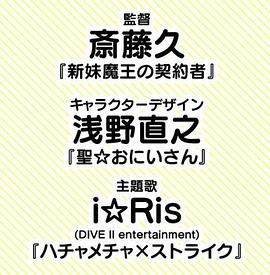 監督
斎藤久
『新妹魔王の契約者』
キャラクターデザイン
浅野直之
『聖☆おにいさん』
主題歌
i☆Ris
(DIVE II entertainment)
『ハチャメチャ×ストライク』